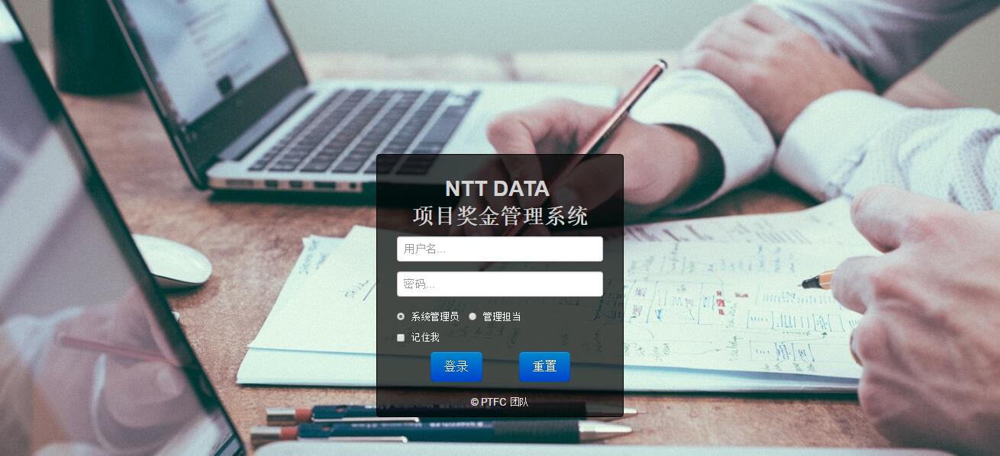 NTT DATA
项目奖金管理系统
用户名...
密码...
系统管理员 管理担当
记住我
登录 重置
© PTFC 团队